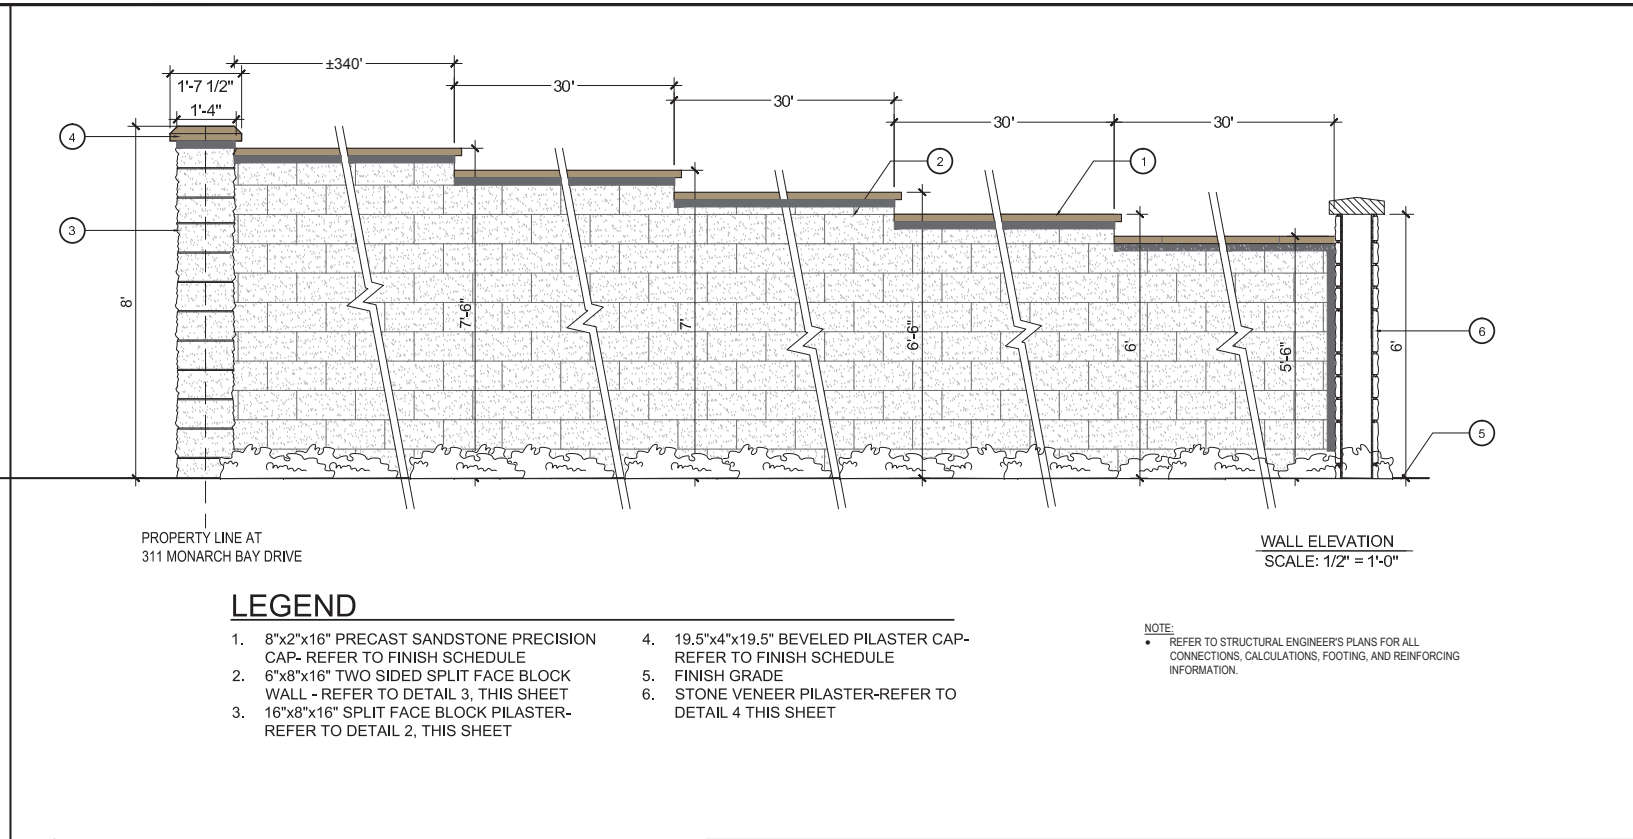 ±340'
1'-7 1/2"
30'
1'-4"
30'
30'
30'
4
2
1
3
8'
7'-6"
7'
6'-6"
6'
5'-6"
6'
6
5
PROPERTY LINE AT
311 MONARCH BAY DRIVE
WALL ELEVATION
SCALE: 1/2" = 1'-0"
LEGEND
1. 8"x2"x16" PRECAST SANDSTONE PRECISION
CAP- REFER TO FINISH SCHEDULE
2. 6"x8"x16" TWO SIDED SPLIT FACE BLOCK
WALL - REFER TO DETAIL 3, THIS SHEET
3. 16"x8"x16" SPLIT FACE BLOCK PILASTER-
REFER TO DETAIL 2, THIS SHEET
4. 19.5"x4"x19.5" BEVELED PILASTER CAP-
REFER TO FINISH SCHEDULE
5. FINISH GRADE
6. STONE VENEER PILASTER-REFER TO
DETAIL 4 THIS SHEET
NOTE:
• REFER TO STRUCTURAL ENGINEER'S PLANS FOR ALL
CONNECTIONS, CALCULATIONS, FOOTING, AND REINFORCING
INFORMATION.